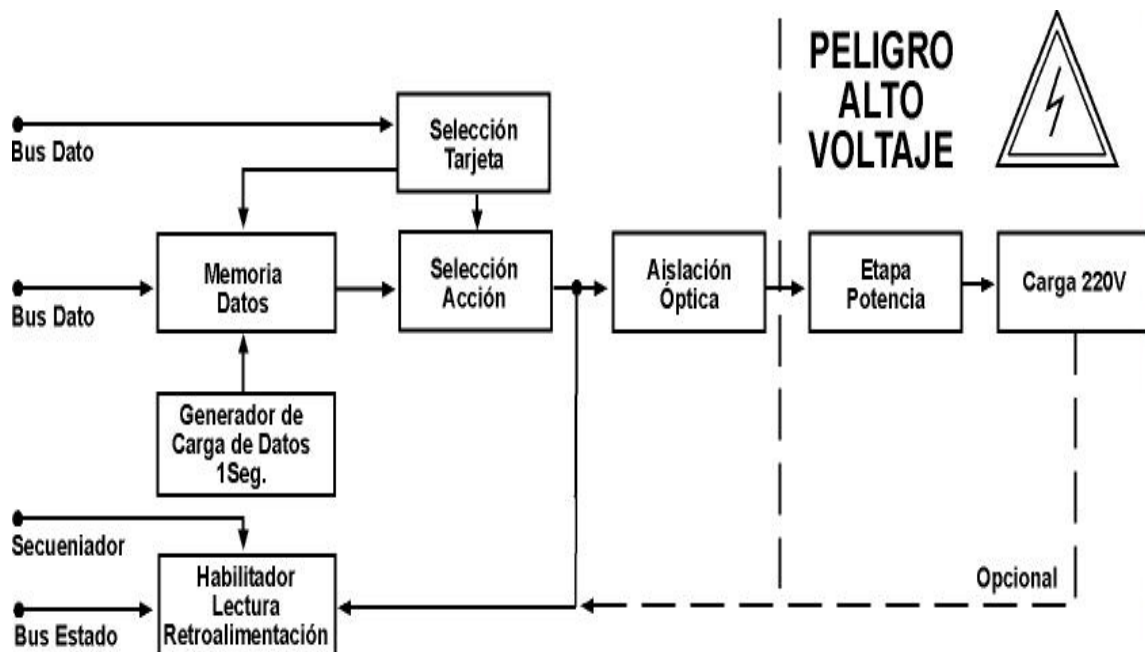 PELIGRO
ALTO
VOLTAJE
Bus Dato
Selección
Tarjeta
Bus Dato
Memoria
Datos
Selección
Acción
Aislación
Óptica
Etapa
Potencia
Carga 220V
Generador de
Carga de Datos
1Seg.
Secueniador
Habilitador
Lectura
Retroalimentación
Bus Estado
Opcional